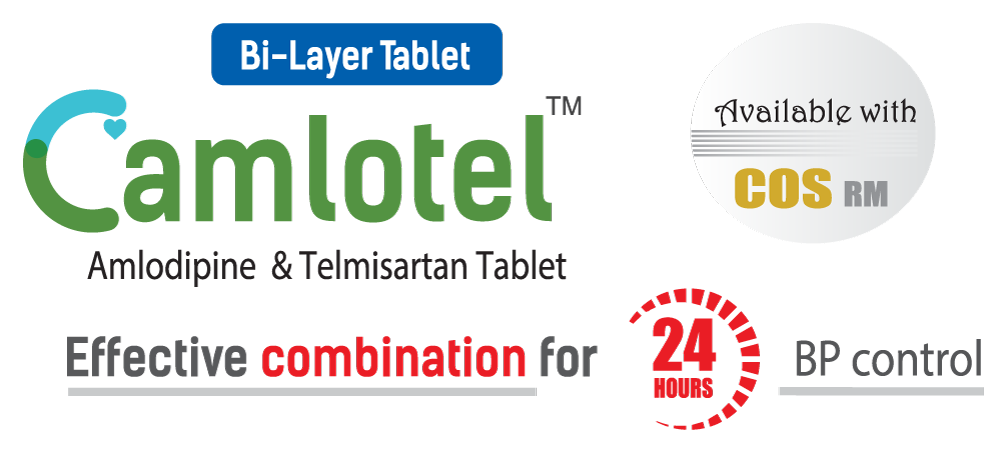 Bi-Layer Tablet
Camlotel™
Amlodipine & Telmisartan Tablet
Available with
COS RM
Effective combination for 24 HOURS BP control